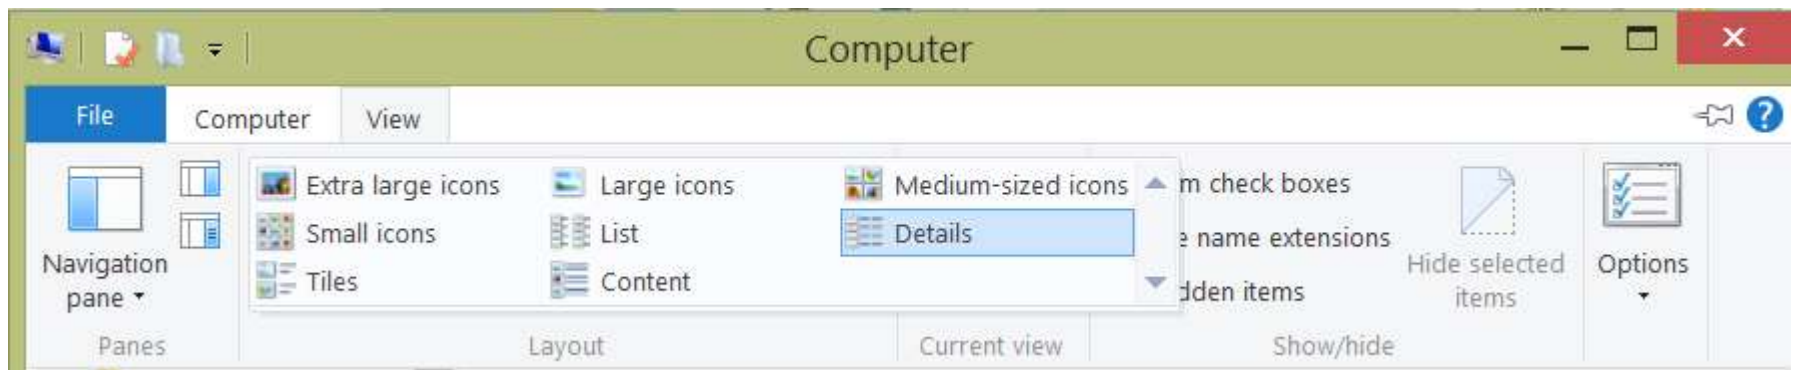 Computer
File Computer View
Extra large icons Large icons Medium-sized icons m check boxes
Small icons List Details e name extensions
Navigation pane Tiles Content dden items
Hide selected items
Options
Panes Layout Current view Show/hide